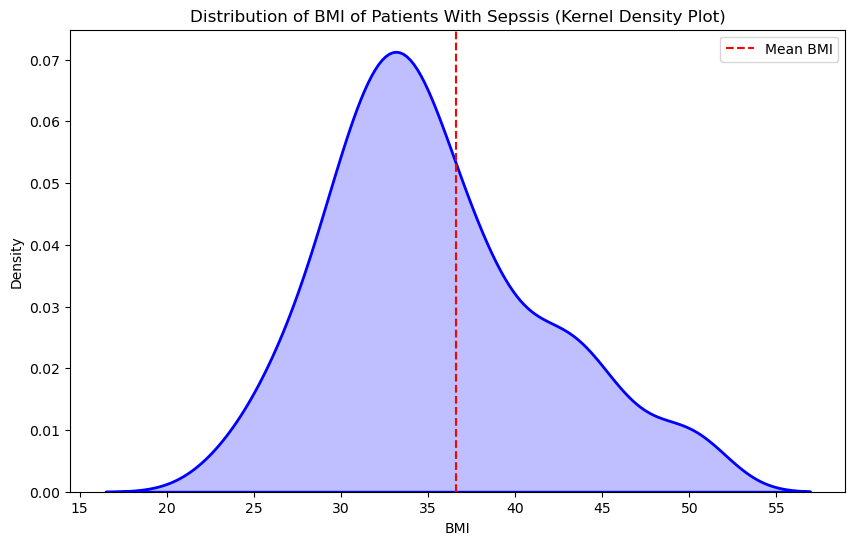 Distribution of BMI of Patients With Sepssis (Kernel Density Plot)
Mean BMI
0.07
0.06
0.05
0.04
0.03
0.02
0.01
0.00
Density
15 20 25 30 35 40 45 50 55
BMI